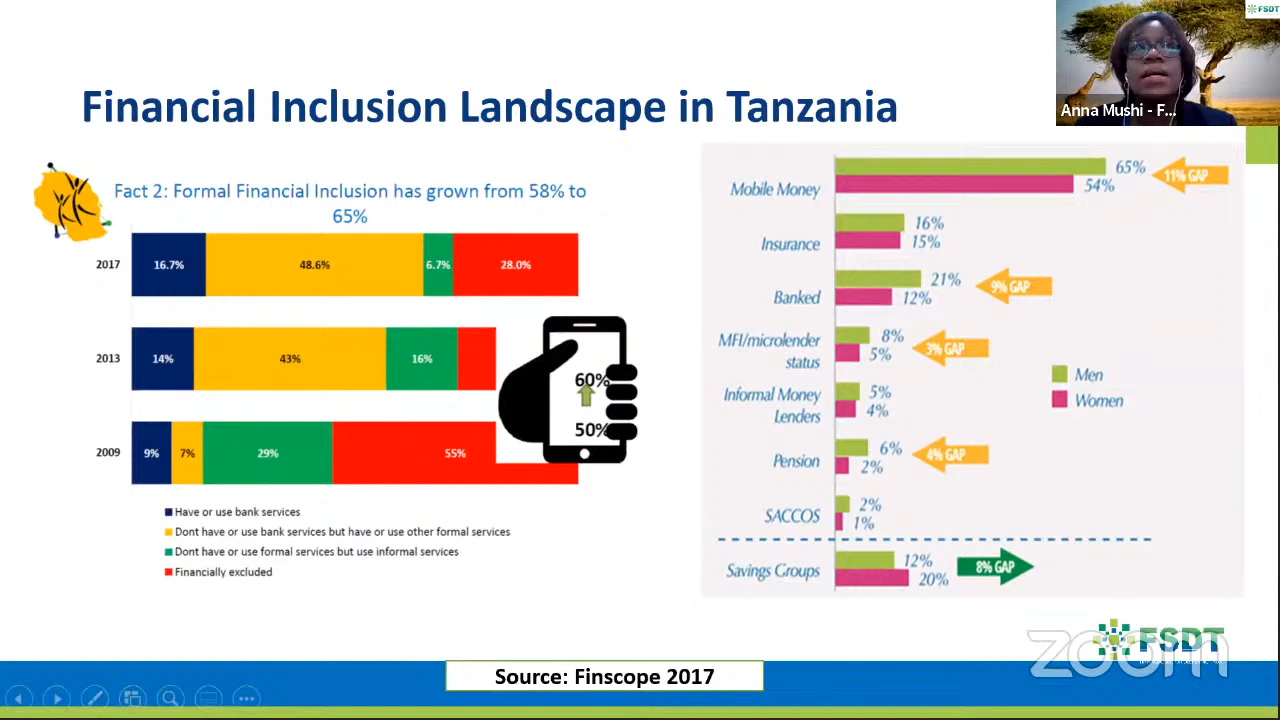 FSDT
Anna Mushi - F...
Financial Inclusion Landscape in Tanzania
Fact 2: Formal Financial Inclusion has grown from 58% to
65%
2017
16.7%
48.6%
6.7%
28.0%
2013
14%
43%
16%
60%
50%
2009
9%
7%
29%
55%
Have or use bank services
Dont have or use bank services but have or use other formal services
Dont have or use formal services but use informal services
Financially excluded
Mobile Money
65%
54%
11% GAP
Insurance
16%
15%
Banked
21%
12%
9% GAP
MFI/microlender
status
8%
5%
3% GAP
Informal Money
Lenders
5%
4%
Men
Women
Pension
6%
2%
4% GAP
SACCOS
2%
1%
Savings Groups
12%
20%
8% GAP
FSDT
zoom
Source: Finscope 2017